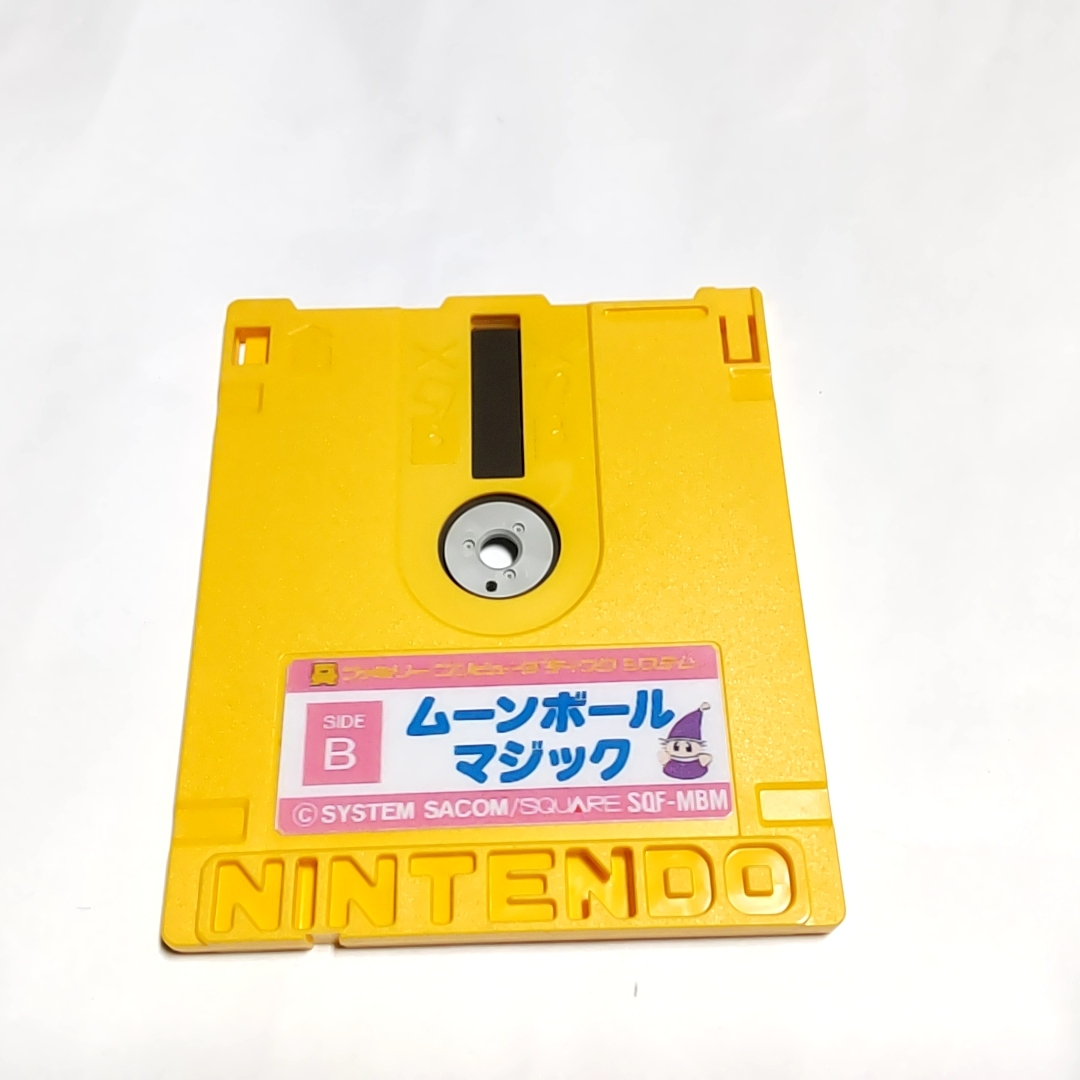 ファミリーコンピュータ ディスク システム
SIDE
B
ムーンボール
マジック
©SYSTEM SACOM/SQUARE SQF-MBM
NINTENDO